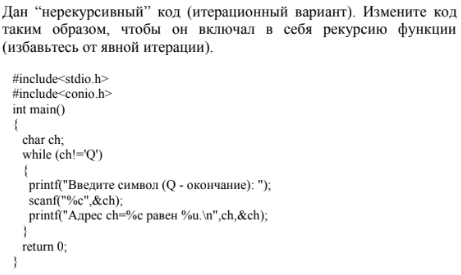 Дан “нерекурсивный” код (итерационный вариант). Измените код
таким образом, чтобы он включал в себя рекурсию функции
(избавьтесь от явной итерации).
#include<stdio.h>
#include<conio.h>
int main()
{
char ch;
while (ch!='Q')
{
printf("Введите символ (Q - окончание): ");
scanf("%c",&ch);
printf("Адрес ch=%c равен %u.\n",ch,&ch);
}
return 0;
}